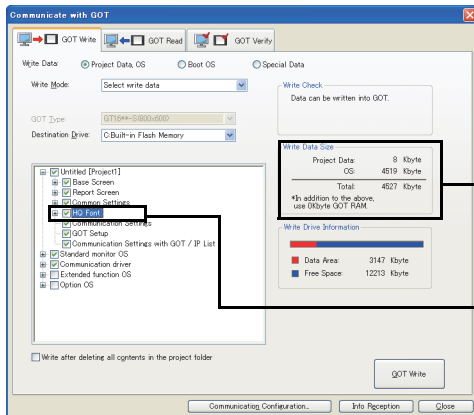 Communicate with GOT
GOT Write
GOT Read
GOT Verify
Write Data:
Project Data, OS
Boot OS
Special Data
Write Mode:
Select write data
GOT Type:
GT16**-S(800x600)
Destination Drive:
C:Built-in Flash Memory
Untitled [Project1]
Base Screen
Report Screen
Common Settings
HQ Font
Communication Settings
GOT Setup
Communication Settings with GOT / IP List
Standard monitor OS
Communication driver
Extended function OS
Option OS
Write after deleting all contents in the project folder
Write Check
Data can be written into GOT.
Write Data Size
Project Data: 8 Kbyte
OS: 4519 Kbyte
Total: 4527 Kbyte
*In addition to the above,
use 0Kbyte GOT RAM.
Write Drive Information
Data Area: 3147 Kbyte
Free Space: 12213 Kbyte
GOT Write
Communication Configuration...
Info Reception
Close